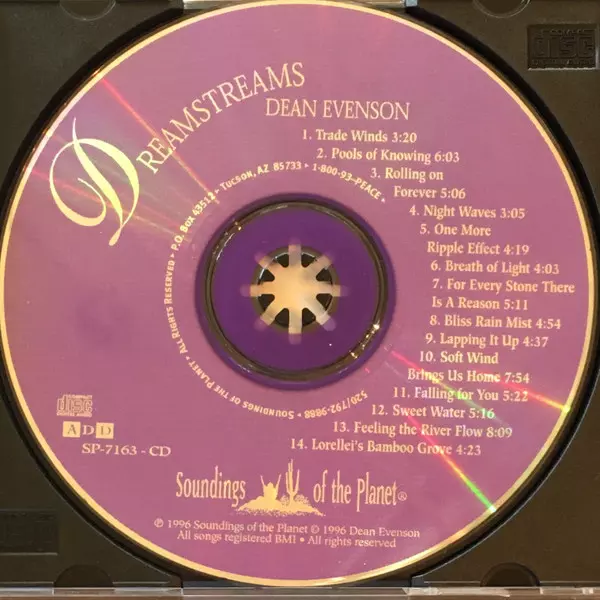 DREAMSTREAMS
DEAN EVENSON
1. Trade Winds 3:20
2. Pools of Knowing 6:03
3. Rolling on
Forever 5:06
4. Night Waves 3:05
5. One More
Ripple Effect 4:19
6. Breath of Light 4:03
7. For Every Stone There
Is A Reason 5:11
8. Bliss Rain Mist 4:54
9. Lapping It Up 4:37
10. Soft Wind
Brings Us Home 7:54
11. Falling for You 5:22
12. Sweet Water 5:16
13. Feeling the River Flow 8:09
14. Lorellei's Bamboo Grove 4:23
520/792-9888 • SOUNDINGS OF THE PLANET • ALL RIGHTS RESERVED • P.O. BOX 43512 • TUCSON, AZ 85733 • 1-800-93-PEACE •
COMPACT disc DIGITAL AUDIO
A D D
SP-7163 - CD
Soundings of the Planet®
℗ 1996 Soundings of the Planet © 1996 Dean Evenson
All songs registered BMI • All rights reserved